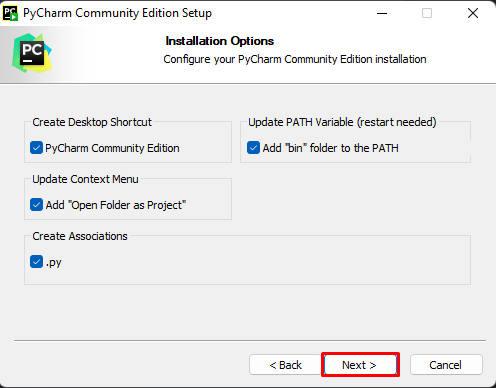 PyCharm Community Edition Setup
PC
Installation Options
Configure your PyCharm Community Edition installation
Create Desktop Shortcut
PyCharm Community Edition
Update PATH Variable (restart needed)
Add "bin" folder to the PATH
Update Context Menu
Add "Open Folder as Project"
Create Associations
.py
< Back
Next >
Cancel